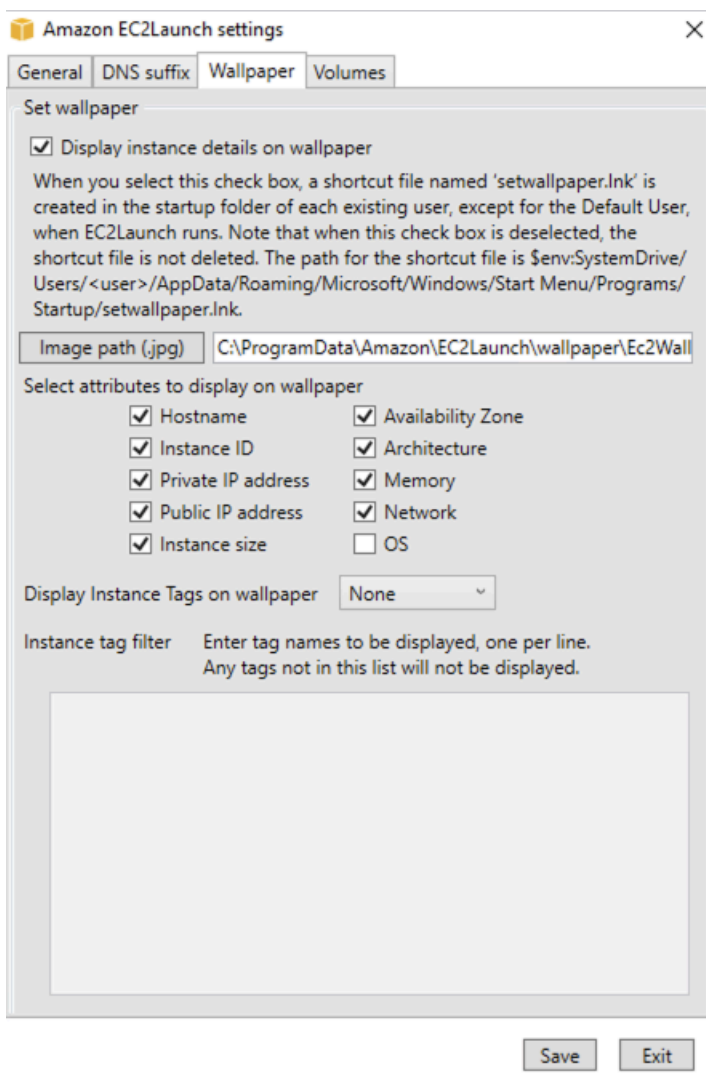 Amazon EC2Launch settings
General DNS suffix Wallpaper Volumes
Set wallpaper
Display instance details on wallpaper
When you select this check box, a shortcut file named 'setwallpaper.lnk' is
created in the startup folder of each existing user, except for the Default User,
when EC2Launch runs. Note that when this check box is deselected, the
shortcut file is not deleted. The path for the shortcut file is $env:SystemDrive/
Users/<user>/AppData/Roaming/Microsoft/Windows/Start Menu/Programs/
Startup/setwallpaper.lnk.
Image path (.jpg) C:\ProgramData\Amazon\EC2Launch\wallpaper\Ec2Wall
Select attributes to display on wallpaper
Hostname Availability Zone
Instance ID Architecture
Private IP address Memory
Public IP address Network
Instance size OS
Display Instance Tags on wallpaper None
Instance tag filter Enter tag names to be displayed, one per line.
Any tags not in this list will not be displayed.
Save Exit